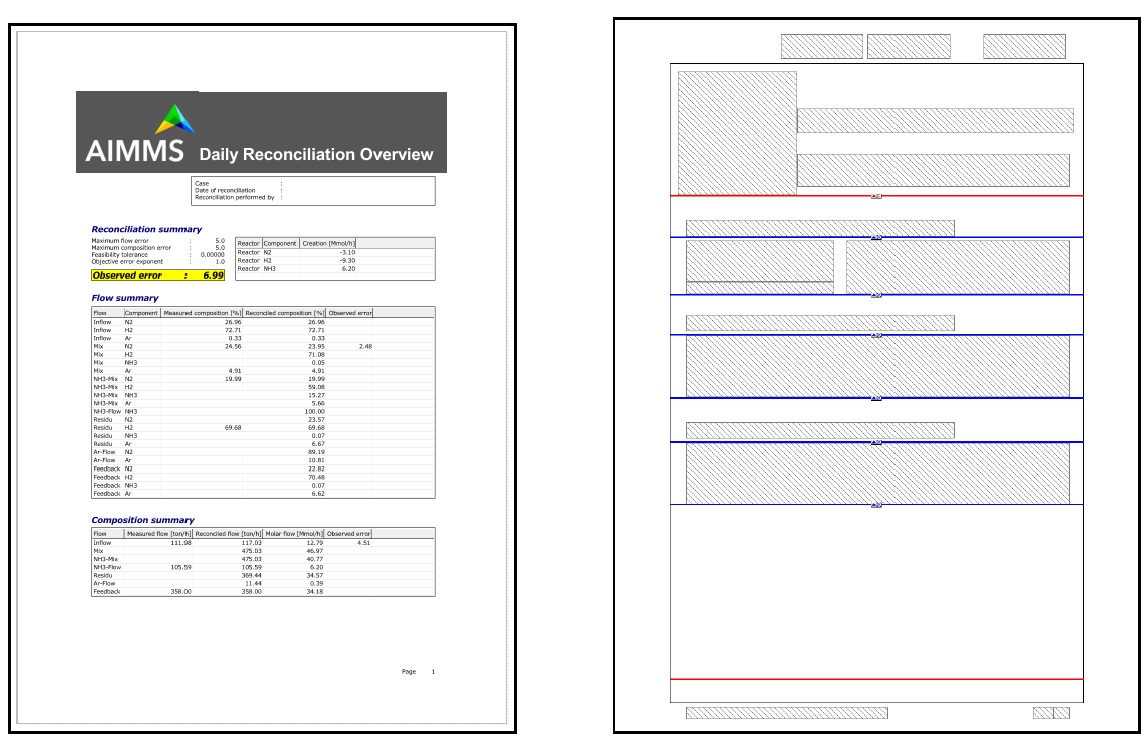 AIMMS
Daily Reconciliation Overview
Case :
Date of reconciliation :
Reconciliation performed by :
Reconciliation summary
Maximum flow error : 5.0
Maximum composition error : 5.0
Feasibility tolerance : 0.00000
Objective error exponent : 1.0
Observed error : 6.99
Reactor Component Creation [Mmol/h]
Reactor N2 -3.10
Reactor H2 -9.30
Reactor NH3 6.20
Flow summary
Flow Component Measured composition [%] Reconciled composition [%] Observed error
Inflow N2 26.96 26.96
Inflow H2 72.71 72.71
Inflow Ar 0.33 0.33
Mix N2 24.56 23.95 2.48
Mix H2 71.08
Mix NH3 0.05
Mix Ar 4.91 4.91
NH3-Mix N2 19.99 19.99
NH3-Mix H2 59.08
NH3-Mix NH3 15.27
NH3-Mix Ar 5.66
NH3-Flow NH3 100.00
Residu N2 23.57
Residu H2 69.68 69.68
Residu NH3 0.07
Residu Ar 6.67
Ar-Flow N2 89.19
Ar-Flow Ar 10.81
Feedback N2 22.82
Feedback H2 70.48
Feedback NH3 0.07
Feedback Ar 6.62
Composition summary
Flow Measured flow [ton/h] Reconciled flow [ton/h] Molar flow [Mmol/h] Observed error
Inflow 111.98 117.03 12.79 4.51
Mix 475.03 46.97
NH3-Mix 475.03 40.77
NH3-Flow 105.59 105.59 6.20
Residu 369.44 34.57
Ar-Flow 11.44 0.39
Feedback 358.00 358.00 34.18
Page 1